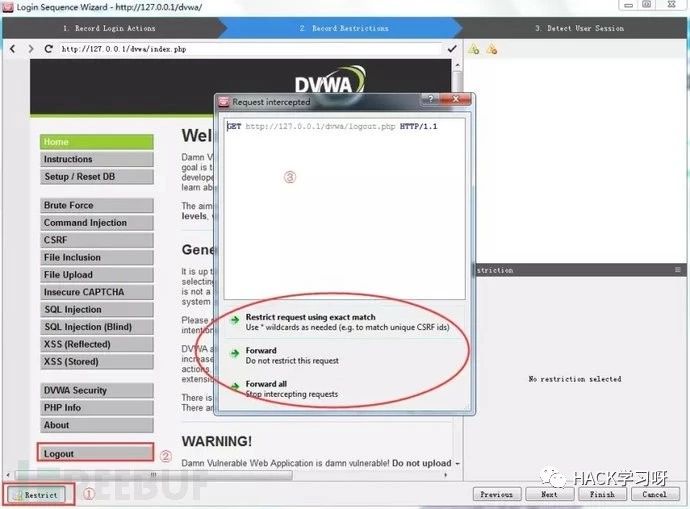 Login Sequence Wizard - http://127.0.0.1/dvwa/
1. Record Login Actions
2. Record Restrictions
3. Detect User Session
http://127.0.0.1/dvwa/index.php
DVWA
Home
Instructions
Setup / Reset DB
Brute Force
Command Injection
CSRF
File Inclusion
File Upload
Insecure CAPTCHA
SQL Injection
SQL Injection (Blind)
XSS (Reflected)
XSS (Stored)
DVWA Security
PHP Info
About
Logout
②
Wel
Damn V
goal is t
develope
learn abo
The aim
levels,
Gene
It is up t
selecting
is not a
system
Please
intentio
DVWA a
increase
actions
extensi
There is
There ar
WARNING!
Damn Vulnerable Web Application is damn vulnerable! Do not upload
Request intercepted
GET http://127.0.0.1/dvwa/logout.php HTTP/1.1
③
Restrict request using exact match
Use * wildcards as needed (e.g. to match unique CSRF ids)
Forward
Do not restrict this request
Forward all
Stop intercepting requests
striction
No restriction selected
REEBUF
HACK学习呀
Restrict
①
Previous
Next
Finish
Cancel